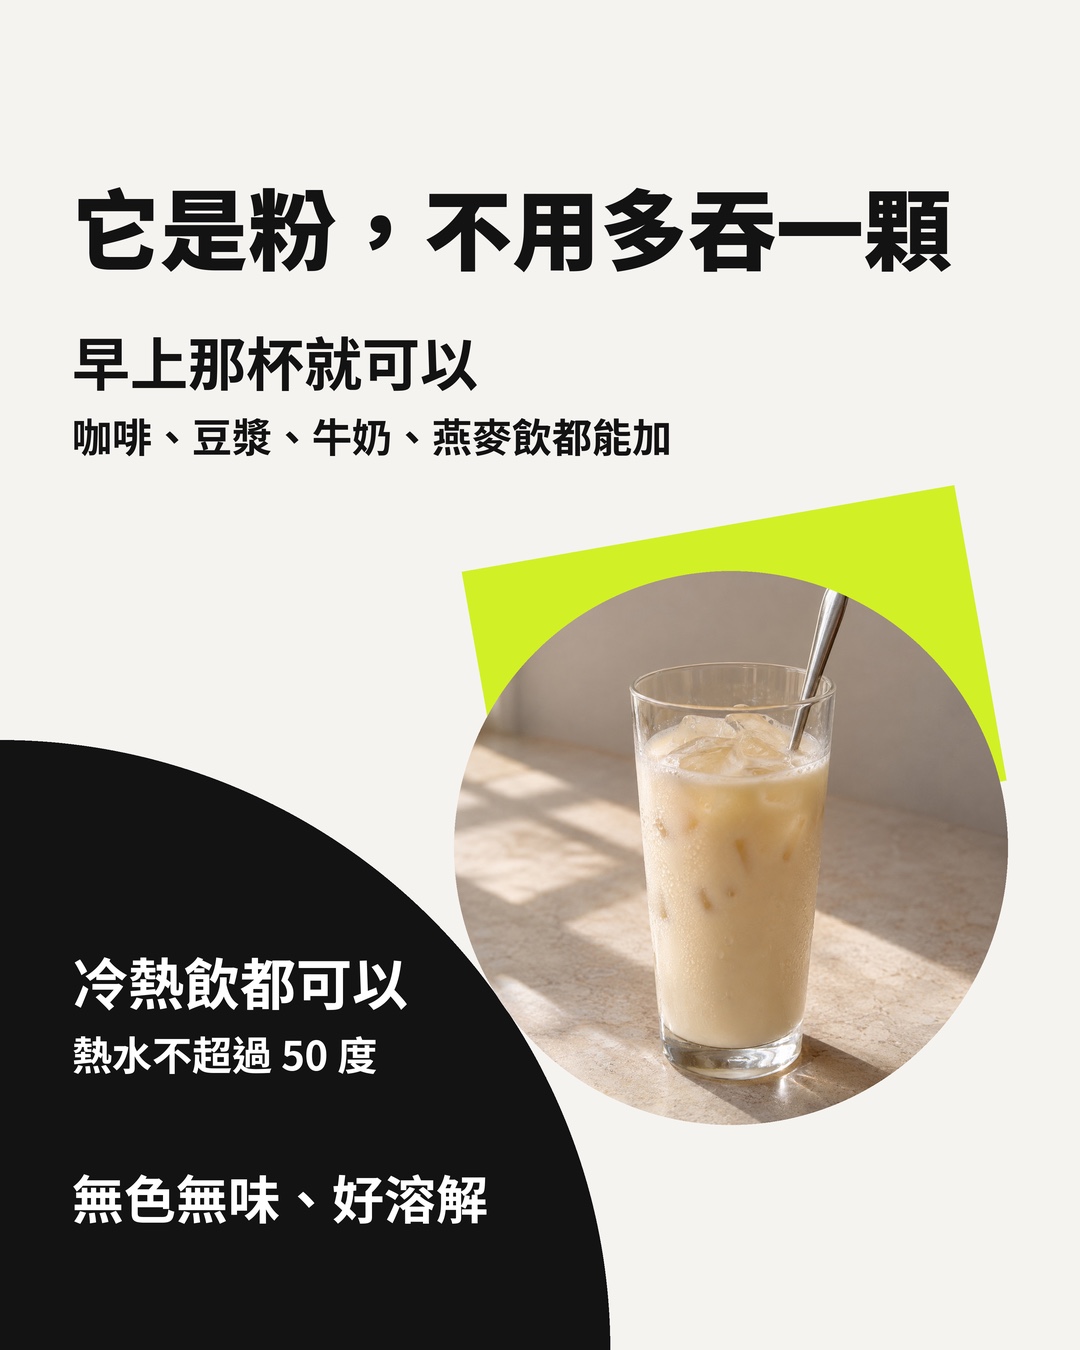 它是粉，不用多吞一顆
早上那杯就可以
咖啡、豆漿、牛奶、燕麥飲都能加
冷熱飲都可以
熱水不超過 50 度
無色無味、好溶解